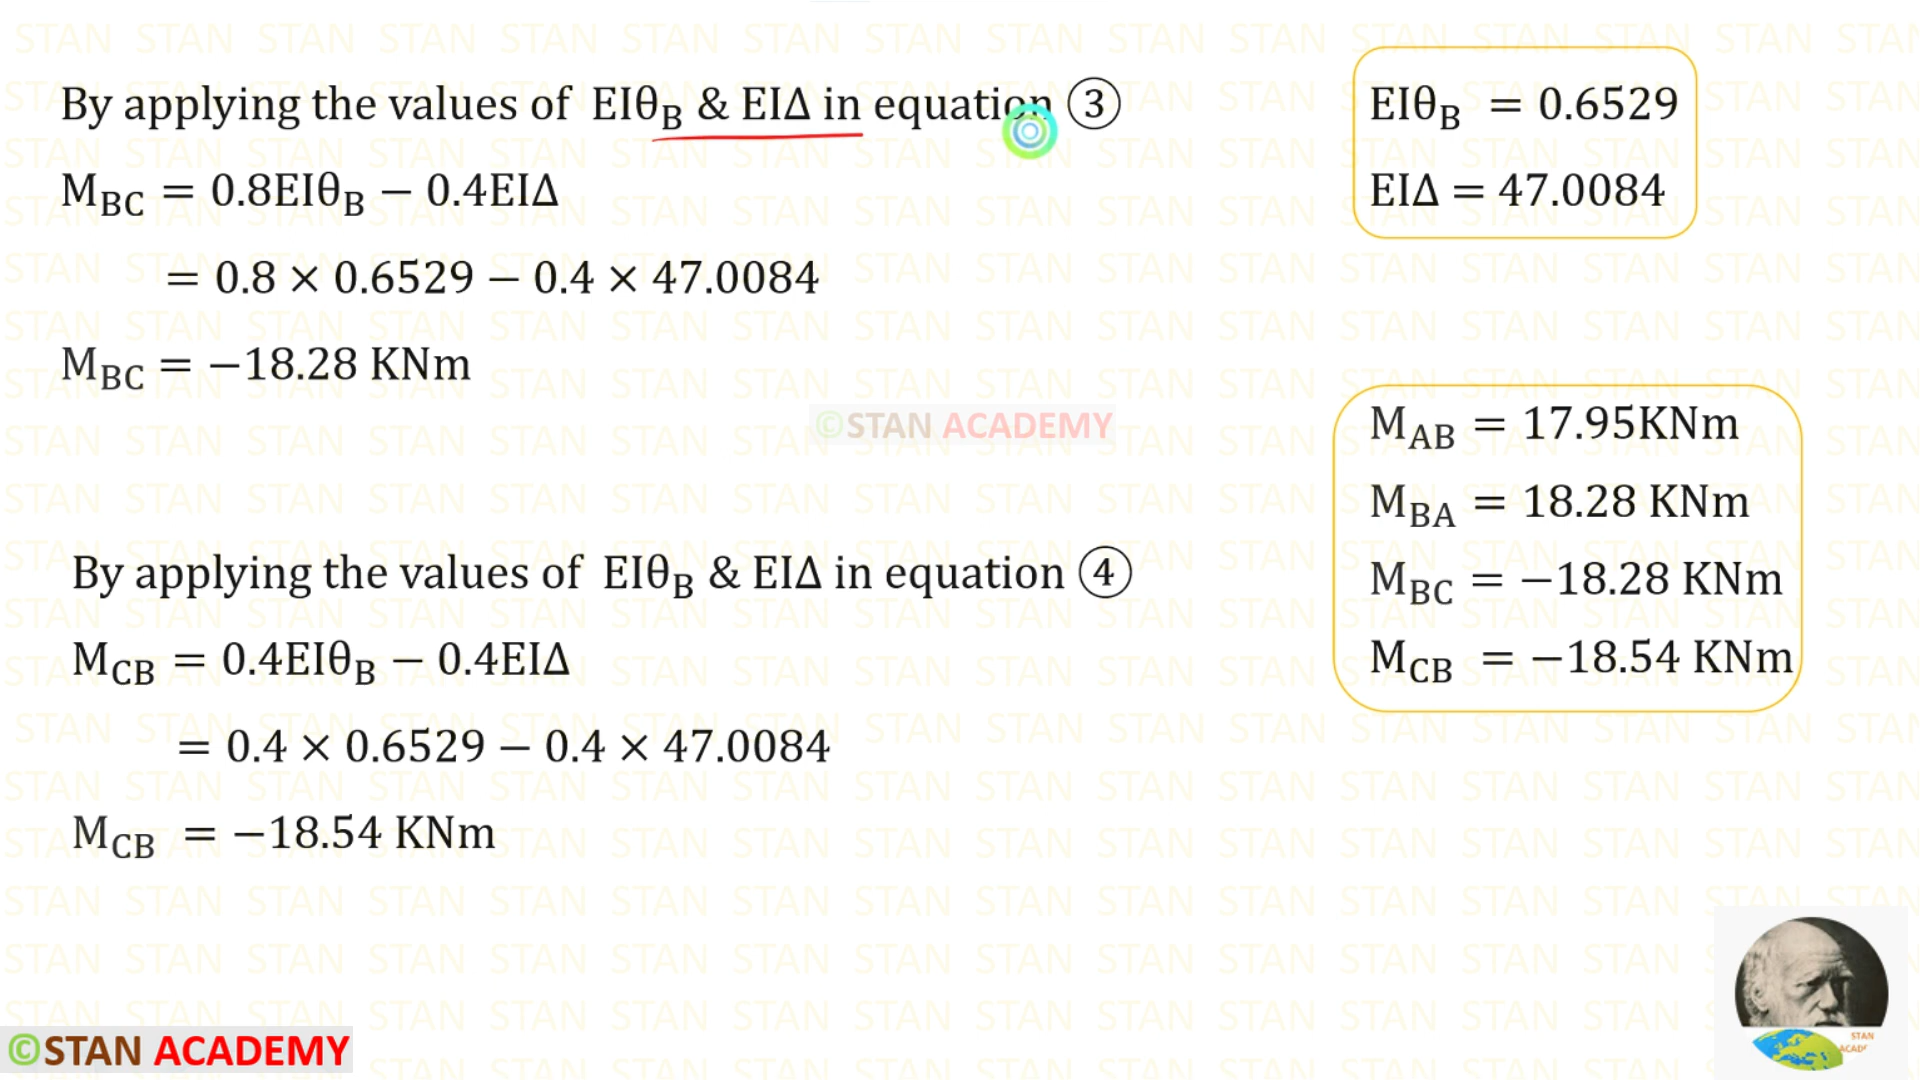 By applying the values of EIθB & EIΔ in equation ③
MBC = 0.8EIθB − 0.4EIΔ
= 0.8 × 0.6529 − 0.4 × 47.0084
MBC = −18.28 KNm
©STAN ACADEMY
By applying the values of EIθB & EIΔ in equation ④
MCB = 0.4EIθB − 0.4EIΔ
= 0.4 × 0.6529 − 0.4 × 47.0084
MCB = −18.54 KNm
EIθB = 0.6529
EIΔ = 47.0084
MAB = 17.95KNm
MBA = 18.28 KNm
MBC = −18.28 KNm
MCB = −18.54 KNm
©STAN ACADEMY
STAN